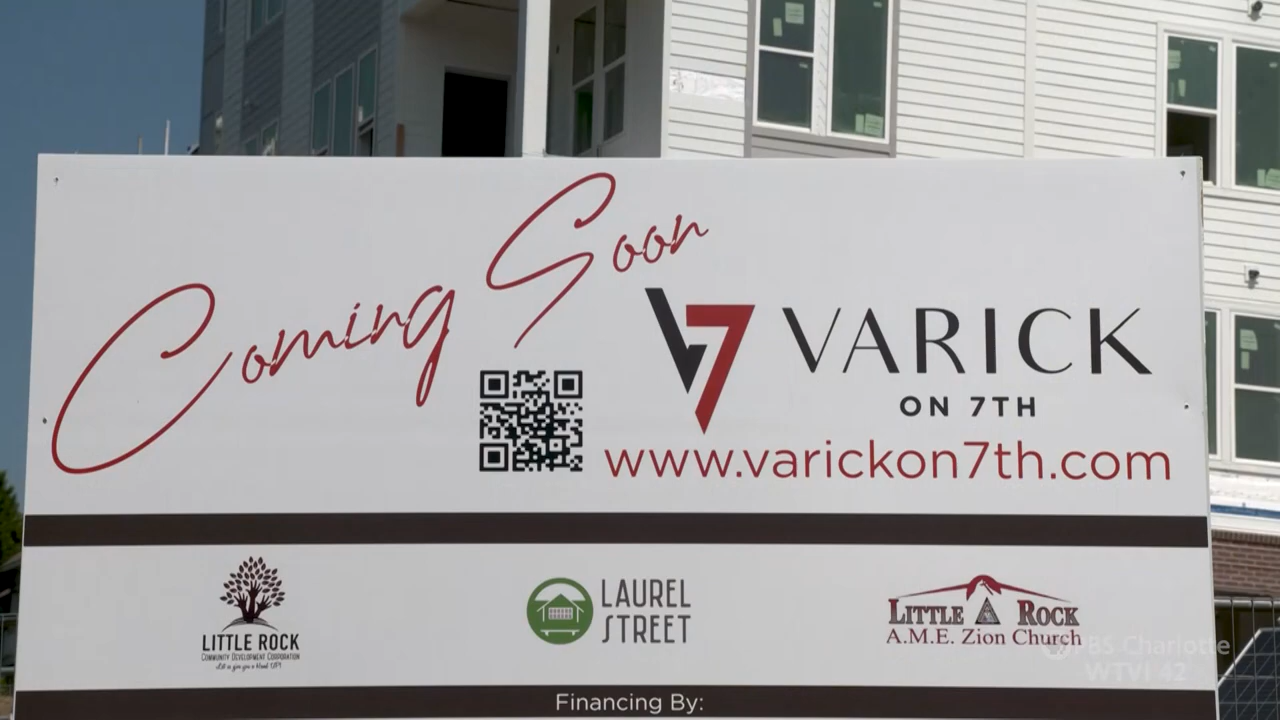 Coming Soon
VARICK
ON 7TH
www.varickon7th.com
LITTLE ROCK
COMMUNITY DEVELOPMENT CORPORATION
LAUREL
STREET
LITTLE ROCK
A.M.E. Zion Church
PBS Charlotte
WTVI 42
Financing By: